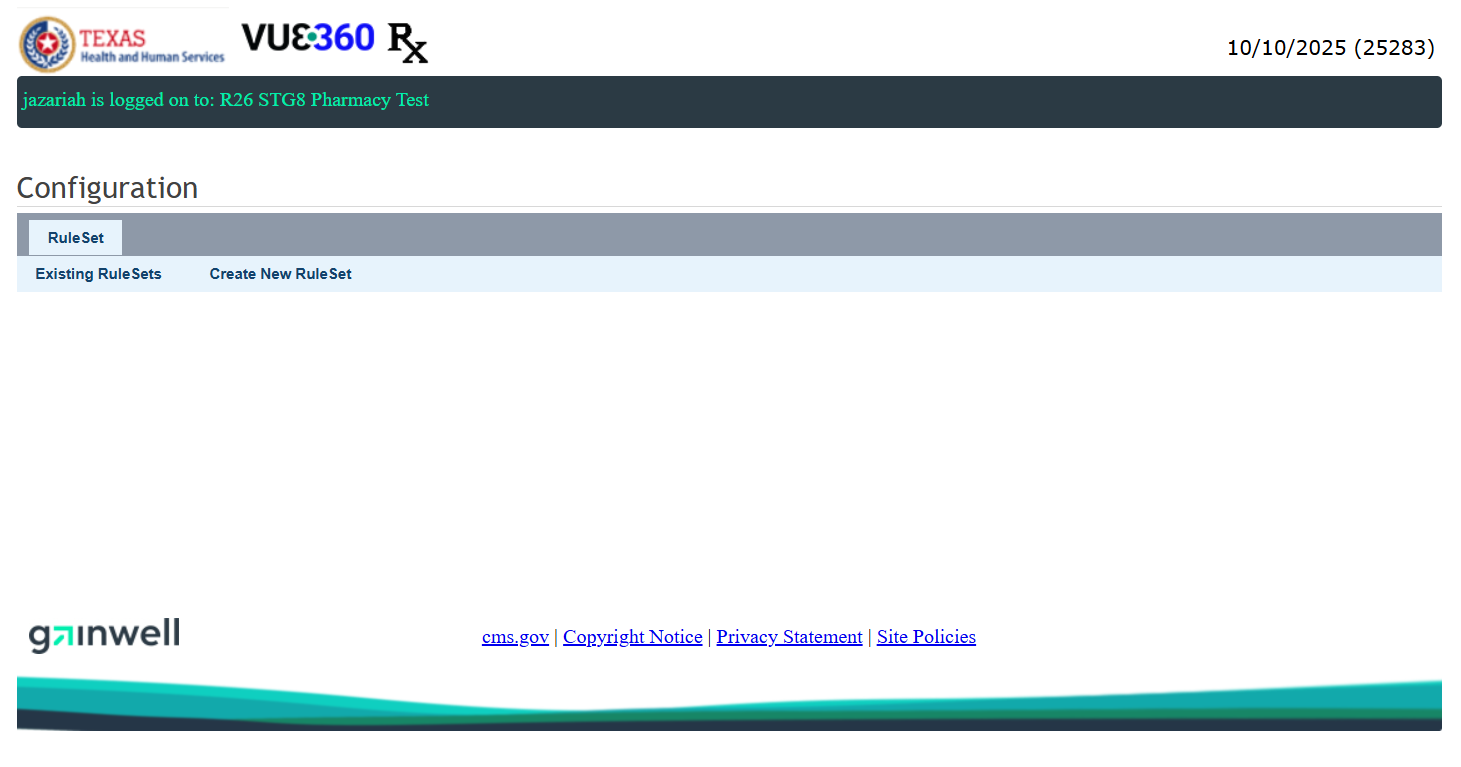 TEXAS
Health and Human Services
VUE360 Rx
10/10/2025 (25283)
jazariah is logged on to: R26 STG8 Pharmacy Test
Configuration
RuleSet
Existing RuleSets Create New RuleSet
gainwell
cms.gov | Copyright Notice | Privacy Statement | Site Policies